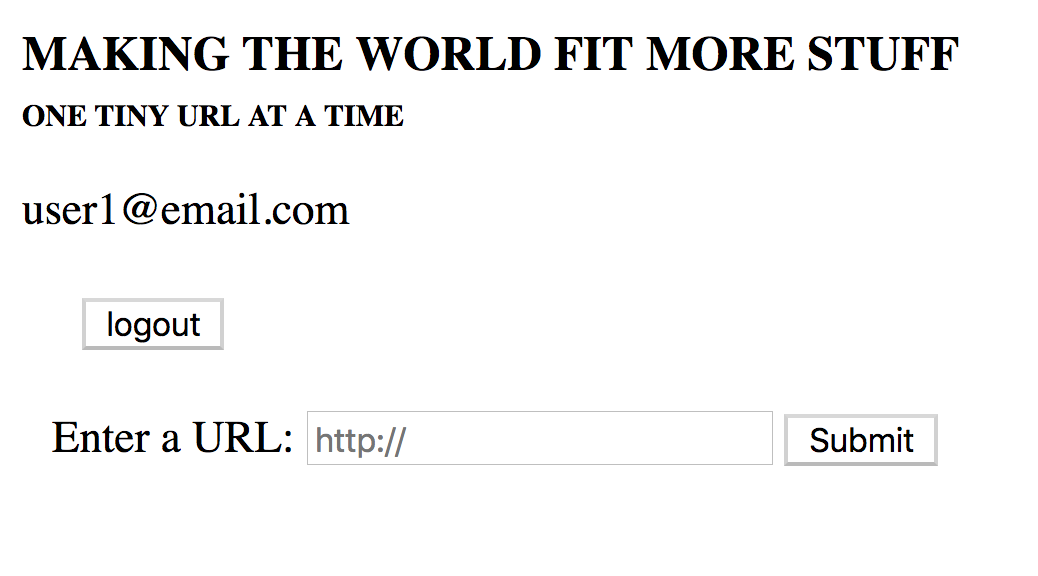 MAKING THE WORLD FIT MORE STUFF
ONE TINY URL AT A TIME
user1@email.com
logout
Enter a URL: http:// Submit